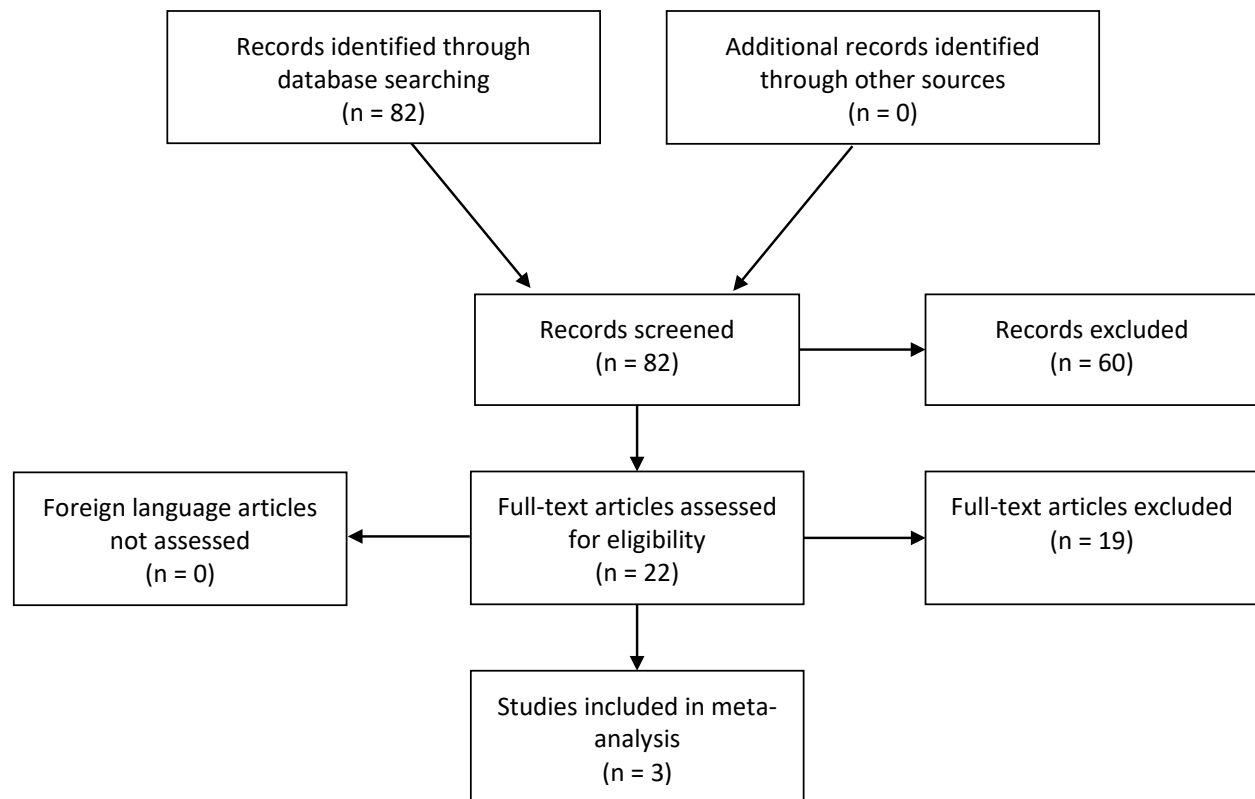 Records identified through
database searching
(n = 82)
Additional records identified
through other sources
(n = 0)
Records screened
(n = 82)
Records excluded
(n = 60)
Foreign language articles
not assessed
(n = 0)
Full-text articles assessed
for eligibility
(n = 22)
Full-text articles excluded
(n = 19)
Studies included in meta-
analysis
(n = 3)